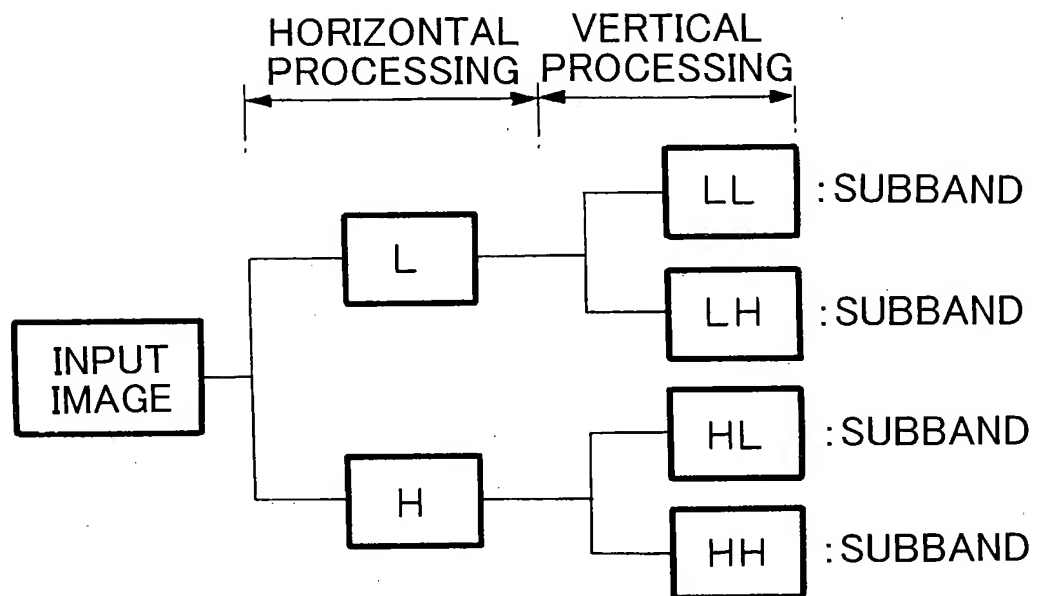 HORIZONTAL
PROCESSING
VERTICAL
PROCESSING
LL
:SUBBAND
L
LH
:SUBBAND
INPUT
IMAGE
HL
:SUBBAND
H
HH
:SUBBAND